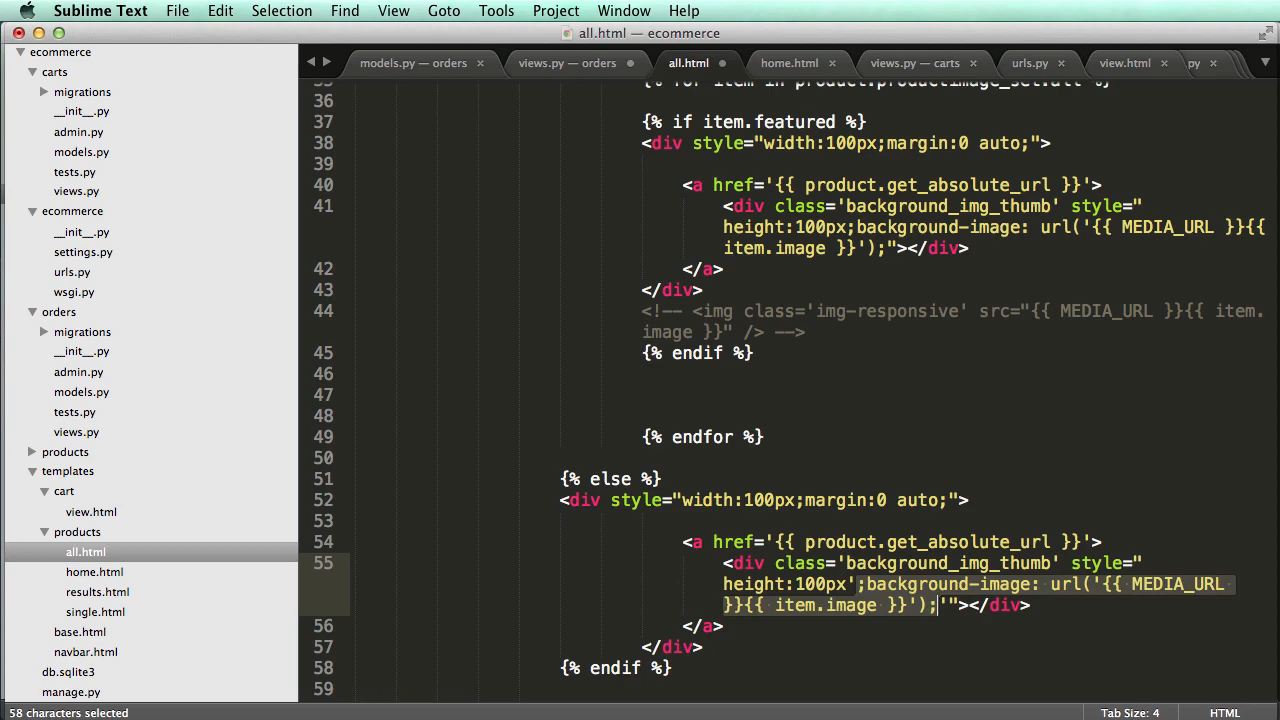 Sublime Text File Edit Selection Find View Goto Tools Project Window Help
all.html — ecommerce
ecommerce
carts
migrations
__init__.py
admin.py
models.py
tests.py
views.py
ecommerce
__init__.py
settings.py
urls.py
wsgi.py
orders
migrations
__init__.py
admin.py
models.py
tests.py
views.py
products
templates
cart
view.html
products
all.html
home.html
results.html
single.html
base.html
navbar.html
db.sqlite3
manage.py
models.py — orders × views.py — orders all.html home.html × views.py — carts × urls.py × view.html × py ×
35 {% for item in product.productimage_set.all %}
36
37 {% if item.featured %}
38 <div style="width:100px;margin:0 auto;">
39
40 <a href='{{ product.get_absolute_url }}'>
41 <div class='background_img_thumb' style="
height:100px;background-image: url('{{ MEDIA_URL }}{{
item.image }}');"></div>
42 </a>
43 </div>
44 <!-- <img class='img-responsive' src="{{ MEDIA_URL }}{{ item.
image }}" /> -->
45 {% endif %}
46
47
48
49 {% endfor %}
50
51 {% else %}
52 <div style="width:100px;margin:0 auto;">
53
54 <a href='{{ product.get_absolute_url }}'>
55 <div class='background_img_thumb' style="
height:100px';background-image: url('{{ MEDIA_URL
}}{{ item.image }}');'"></div>
56 </a>
57 </div>
58 {% endif %}
59
58 characters selected Tab Size: 4 HTML